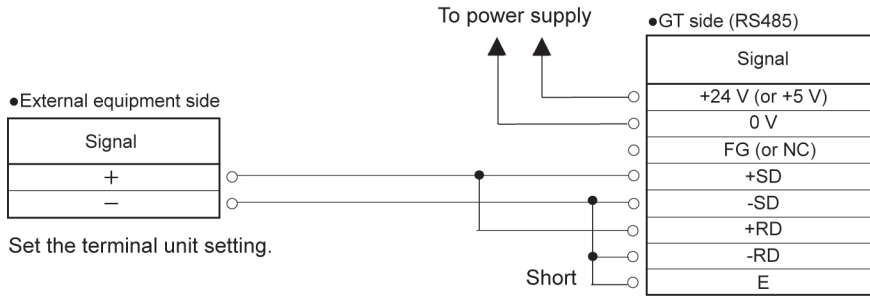 To power supply
●GT side (RS485)
Signal
+24 V (or +5 V)
0 V
FG (or NC)
+SD
-SD
+RD
-RD
E
●External equipment side
Signal
+
−
Set the terminal unit setting.
Short